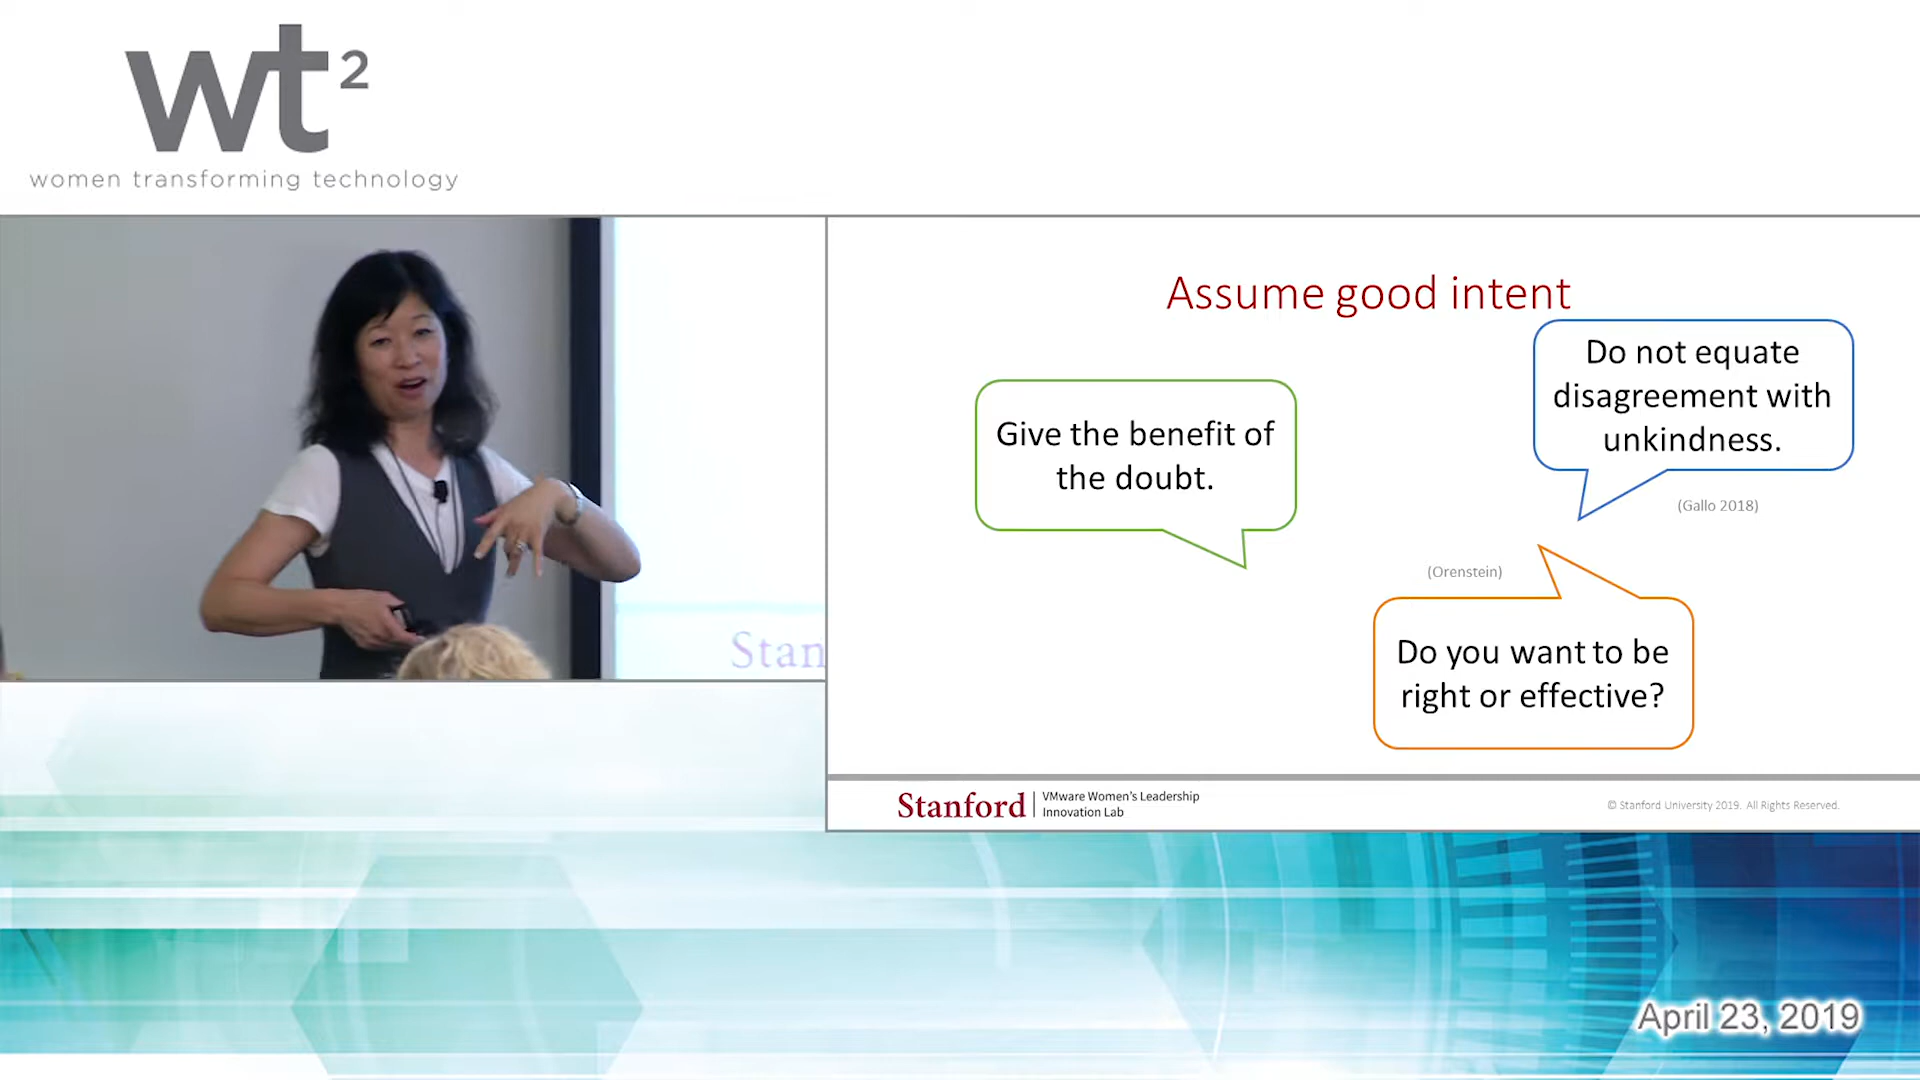 wt²
women transforming technology
Assume good intent
Do not equate
disagreement with
unkindness.
Give the benefit of
the doubt.
(Gallo 2018)
(Orenstein)
Do you want to be
right or effective?
Stan
Stanford
VMware Women's Leadership
Innovation Lab
© Stanford University 2019. All Rights Reserved.
April 23, 2019